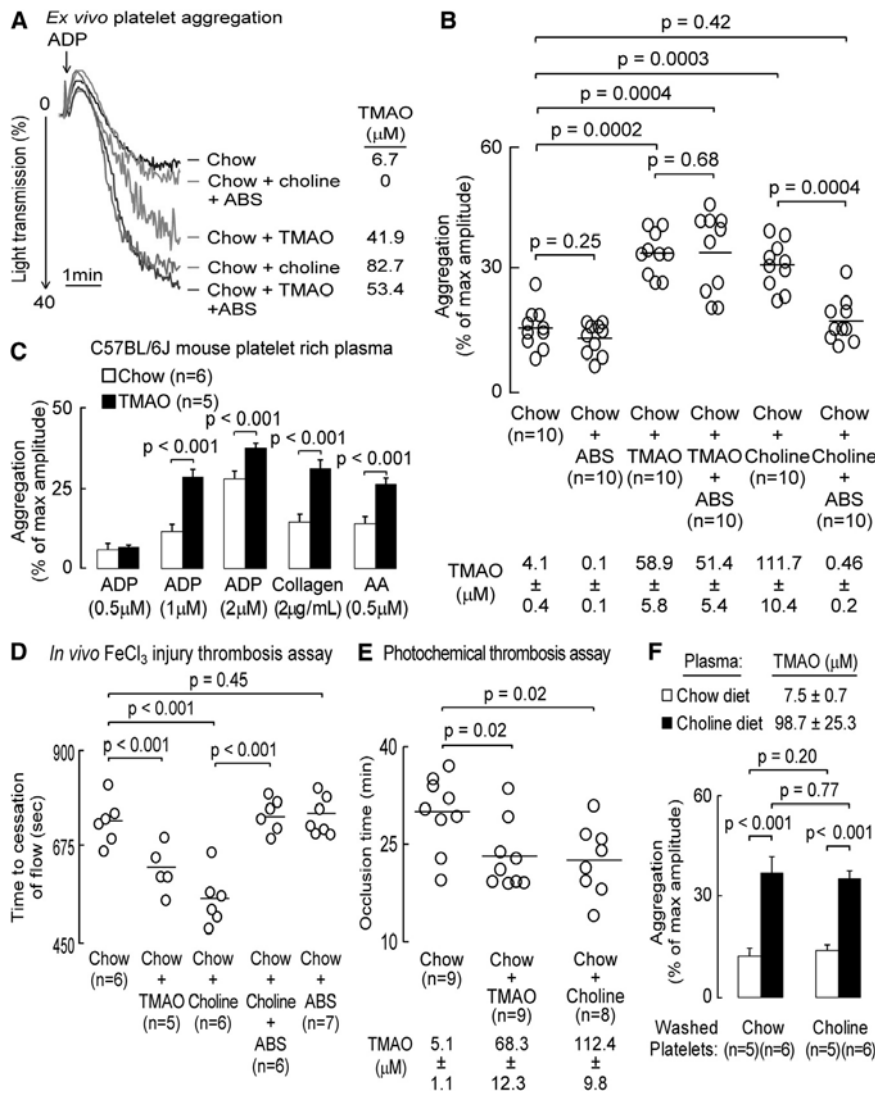 A Ex vivo platelet aggregation
ADP
0
Light transmission (%)
40
1min
TMAO
(μM)
Chow 6.7
Chow + choline 0
+ ABS
Chow + TMAO 41.9
Chow + choline 82.7
Chow + TMAO 53.4
+ABS
B
p = 0.42
p = 0.0003
p = 0.0004
p = 0.0002
p = 0.68
p = 0.0004
p = 0.25
60
30
0
Aggregation
(% of max amplitude)
Chow Chow Chow Chow Chow Chow
(n=10) + + + + +
ABS TMAO TMAO Choline Choline
(n=10) (n=10) + (n=10) +
ABS ABS
(n=10) (n=10)
TMAO 4.1 0.1 58.9 51.4 111.7 0.46
(μM) ± ± ± ± ± ±
0.4 0.1 5.8 5.4 10.4 0.2
C C57BL/6J mouse platelet rich plasma
Chow (n=6)
TMAO (n=5)
50
25
0
Aggregation
(% of max amplitude)
p < 0.001
p < 0.001
p < 0.001
p < 0.001
ADP ADP ADP Collagen AA
(0.5μM) (1μM) (2μM) (2μg/mL) (0.5μM)
D In vivo FeCl3 injury thrombosis assay
p = 0.45
p < 0.001
p < 0.001
p < 0.001
900
675
450
Time to cessation
of flow (sec)
Chow Chow Chow Chow Chow
(n=6) + + + +
TMAO Choline Choline ABS
(n=5) (n=6) + (n=7)
ABS
(n=6)
E Photochemical thrombosis assay
p = 0.02
p = 0.02
40
25
10
Occlusion time (min)
Chow Chow Chow
(n=9) + +
TMAO Choline
(n=9) (n=8)
TMAO 5.1 68.3 112.4
(μM) ± ± ±
1.1 12.3 9.8
F
Plasma: TMAO (μM)
Chow diet 7.5 ± 0.7
Choline diet 98.7 ± 25.3
p = 0.20
p = 0.77
p < 0.001
p < 0.001
60
30
0
Aggregation
(% of max amplitude)
Washed Chow Choline
Platelets: (n=5)(n=6) (n=5)(n=6)